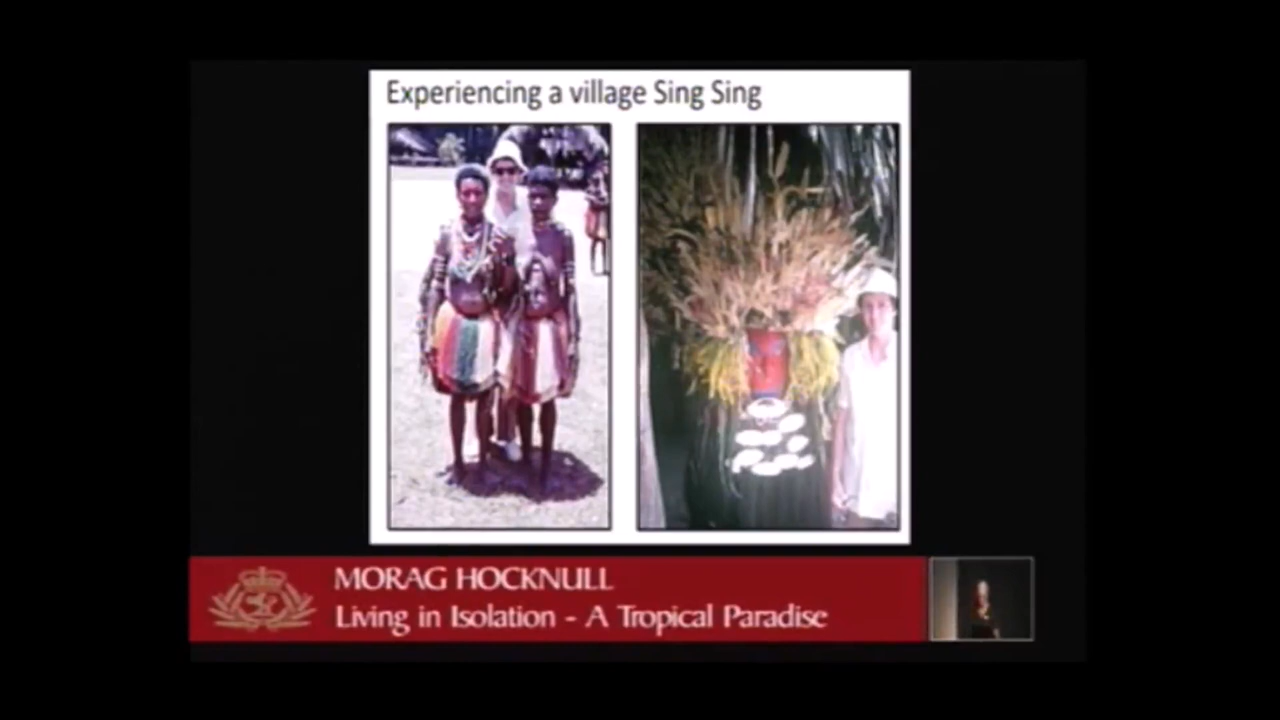 Experiencing a village Sing Sing
MORAG HOCKNULL
Living in Isolation - A Tropical Paradise